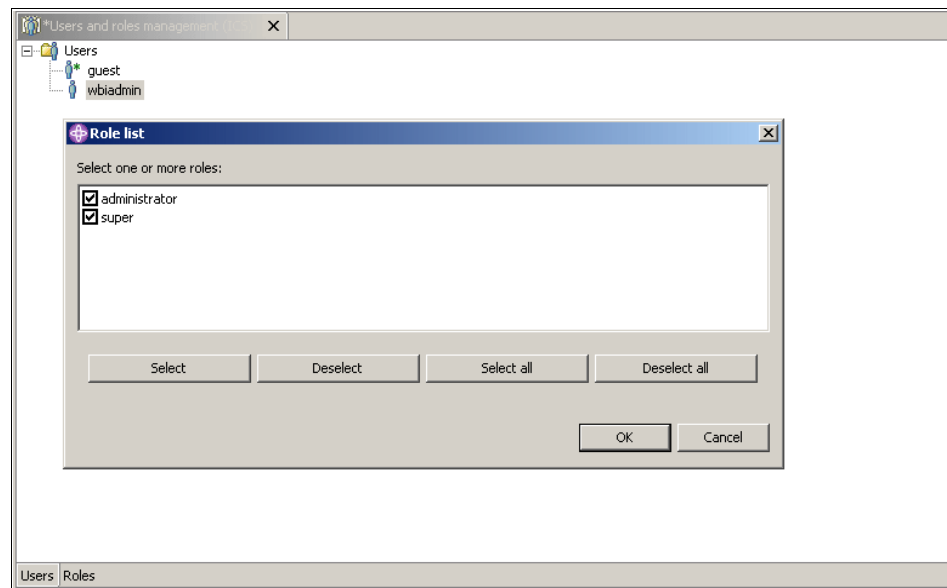 *Users and roles management
Users
guest
wbiadmin
Role list
Select one or more roles:
administrator
super
Select
Deselect
Select all
Deselect all
OK
Cancel
Users
Roles